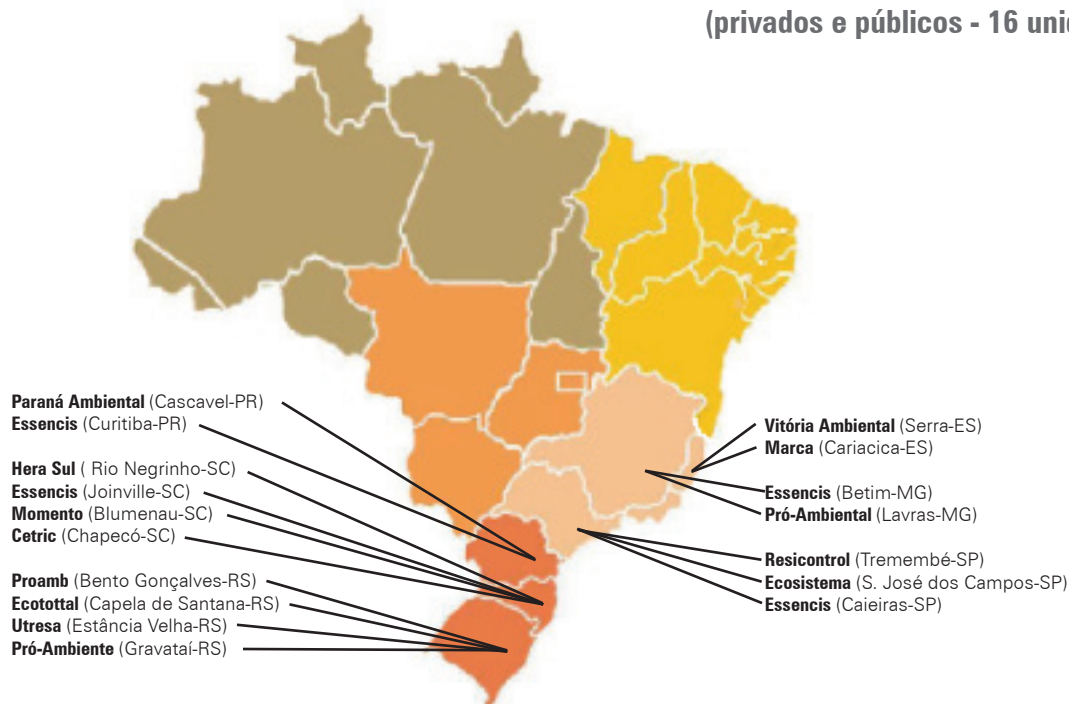 (privados e públicos - 16 unid
Paraná Ambiental (Cascavel-PR)
Essencis (Curitiba-PR)
Hera Sul ( Rio Negrinho-SC)
Essencis (Joinville-SC)
Momento (Blumenau-SC)
Cetric (Chapecó-SC)
Proamb (Bento Gonçalves-RS)
Ecotottal (Capela de Santana-RS)
Utresa (Estância Velha-RS)
Pró-Ambiente (Gravataí-RS)
Vitória Ambiental (Serra-ES)
Marca (Cariacica-ES)
Essencis (Betim-MG)
Pró-Ambiental (Lavras-MG)
Resicontrol (Tremembé-SP)
Ecosistema (S. José dos Campos-SP)
Essencis (Caieiras-SP)